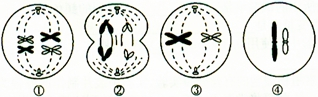 ① ② ③ ④